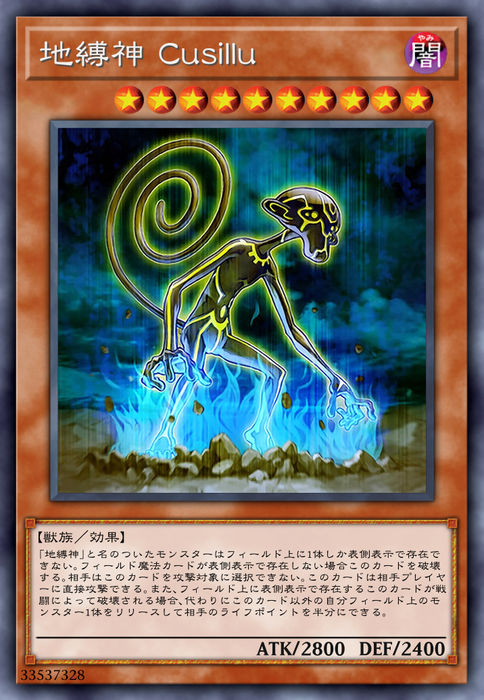 地縛神 Cusillu
やみ
闇
【獣族／効果】
「地縛神」と名のついたモンスターはフィールド上に1体しか表側表示で存在で
きない。フィールド魔法カードが表側表示で存在しない場合このカードを破壊
する。相手はこのカードを攻撃対象に選択できない。このカードは相手プレイヤ
ーに直接攻撃できる。また、フィールド上に表側表示で存在するこのカードが戦
闘によって破壊される場合、代わりにこのカード以外の自分フィールド上のモ
ンスター1体をリリースして相手のライフポイントを半分にできる。
ATK/2800 DEF/2400
33537328